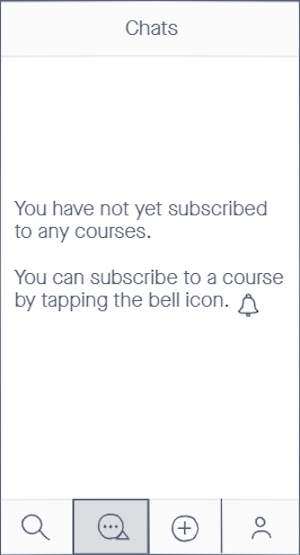 Chats
You have not yet subscribed
to any courses.
You can subscribe to a course
by tapping the bell icon.